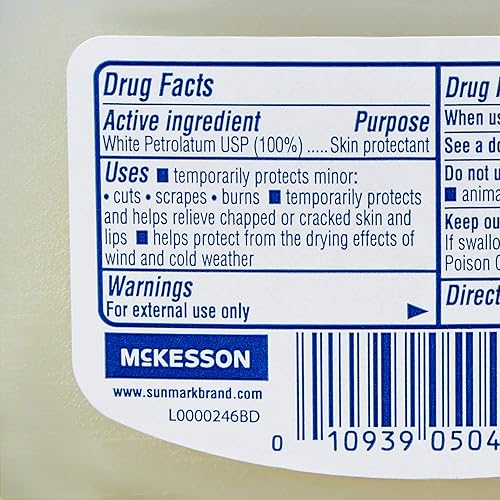 Drug Facts
Active ingredient Purpose
White Petrolatum USP (100%) ..... Skin protectant
Uses ■ temporarily protects minor:
• cuts • scrapes • burns ■ temporarily protects
and helps relieve chapped or cracked skin and
lips ■ helps protect from the drying effects of
wind and cold weather
Warnings
For external use only
Drug
When us
See a do
Do not u
■ anima
Keep ou
If swallo
Poison C
Direct
McKESSON
www.sunmarkbrand.com
L0000246BD
0 10939 0504